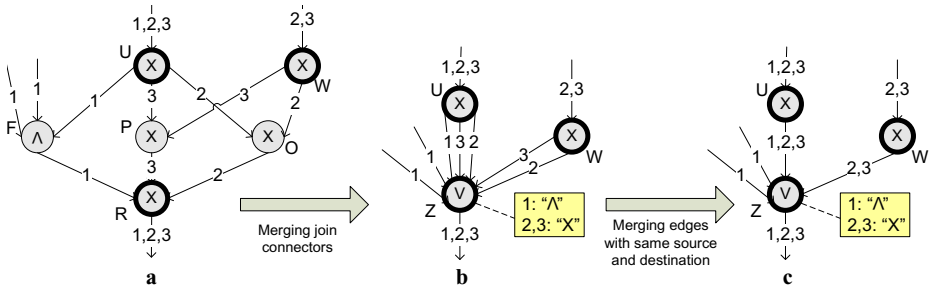 1,2,3
2,3
U
X
X
W
1
1
1
3
2
3
2
F
Λ
P
X
X
O
1
3
2
R
X
1,2,3
a
Merging join
connectors
1,2,3
U
X
2,3
1
1
1
3
2
X
W
3
2
Z
V
1: “Λ”
2,3: “X”
1,2,3
b
Merging edges
with same source
and destination
1,2,3
U
X
2,3
1
1
1,2,3
X
W
2,3
Z
V
1: “Λ”
2,3: “X”
1,2,3
c